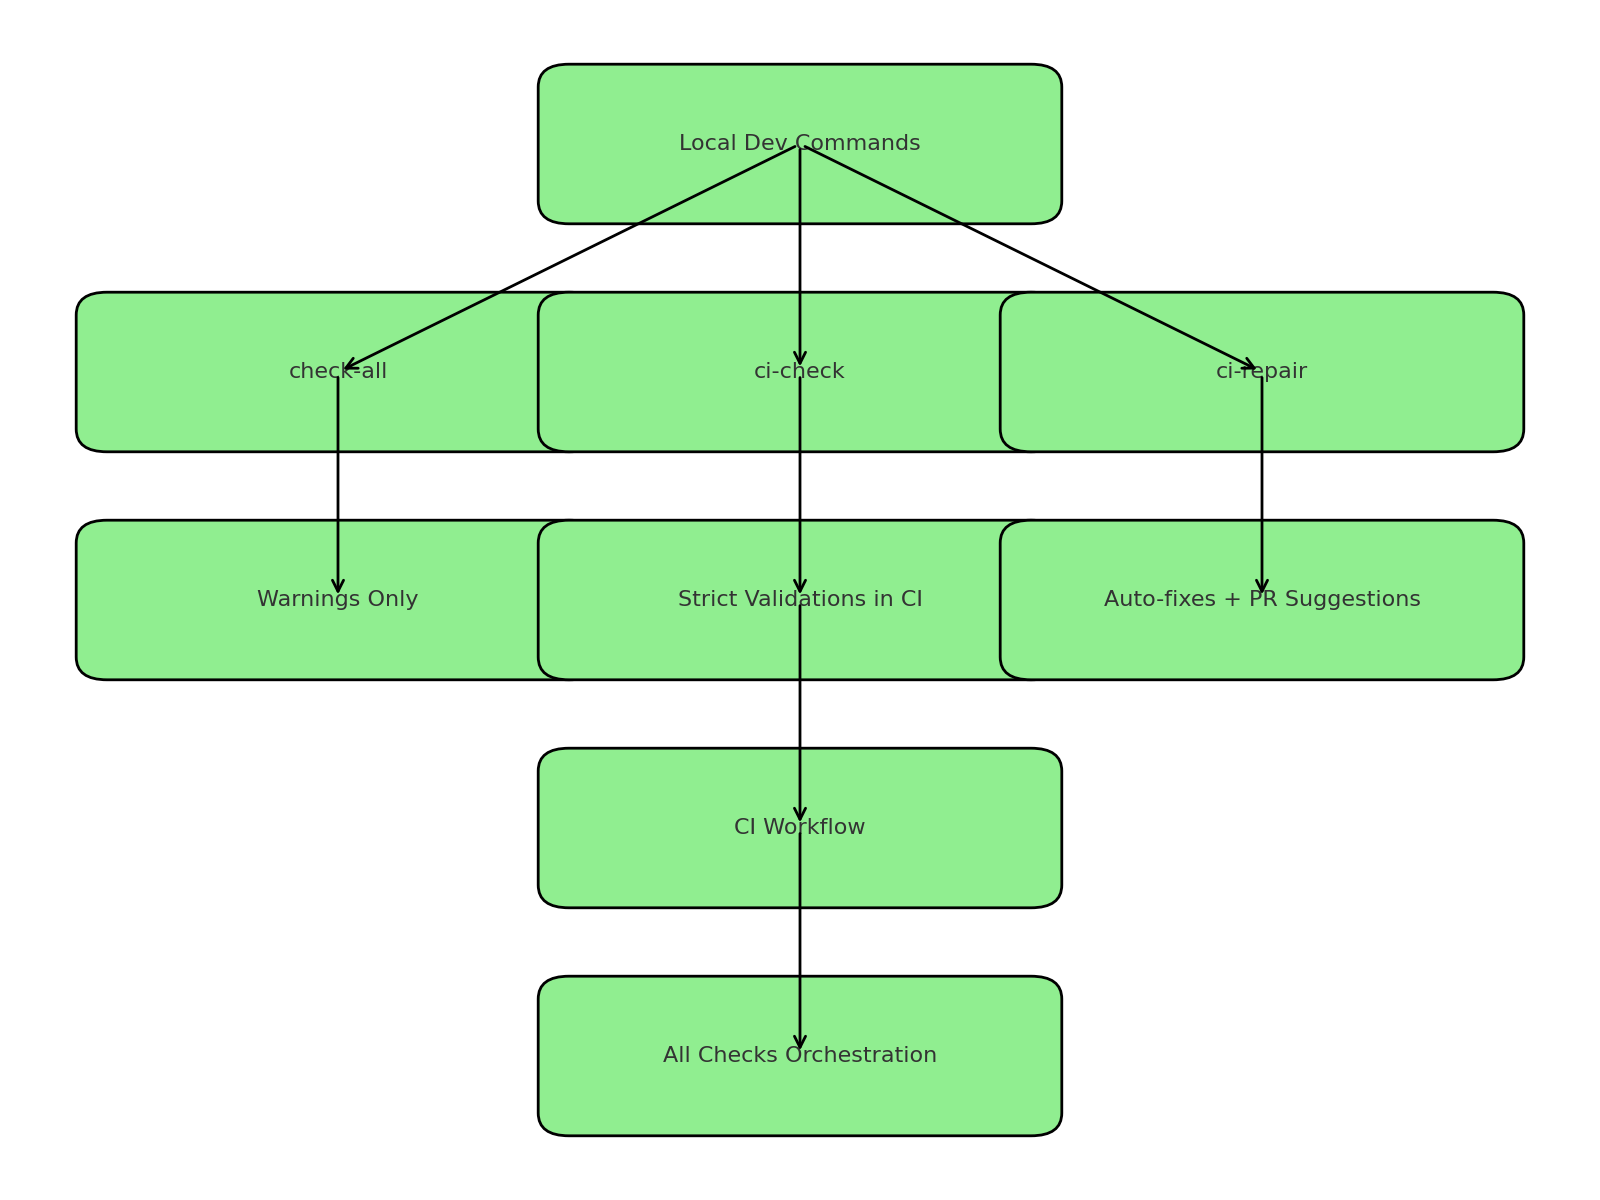 Local Dev Commands
check-all
ci-check
ci-repair
Warnings Only
Strict Validations in CI
Auto-fixes + PR Suggestions
CI Workflow
All Checks Orchestration